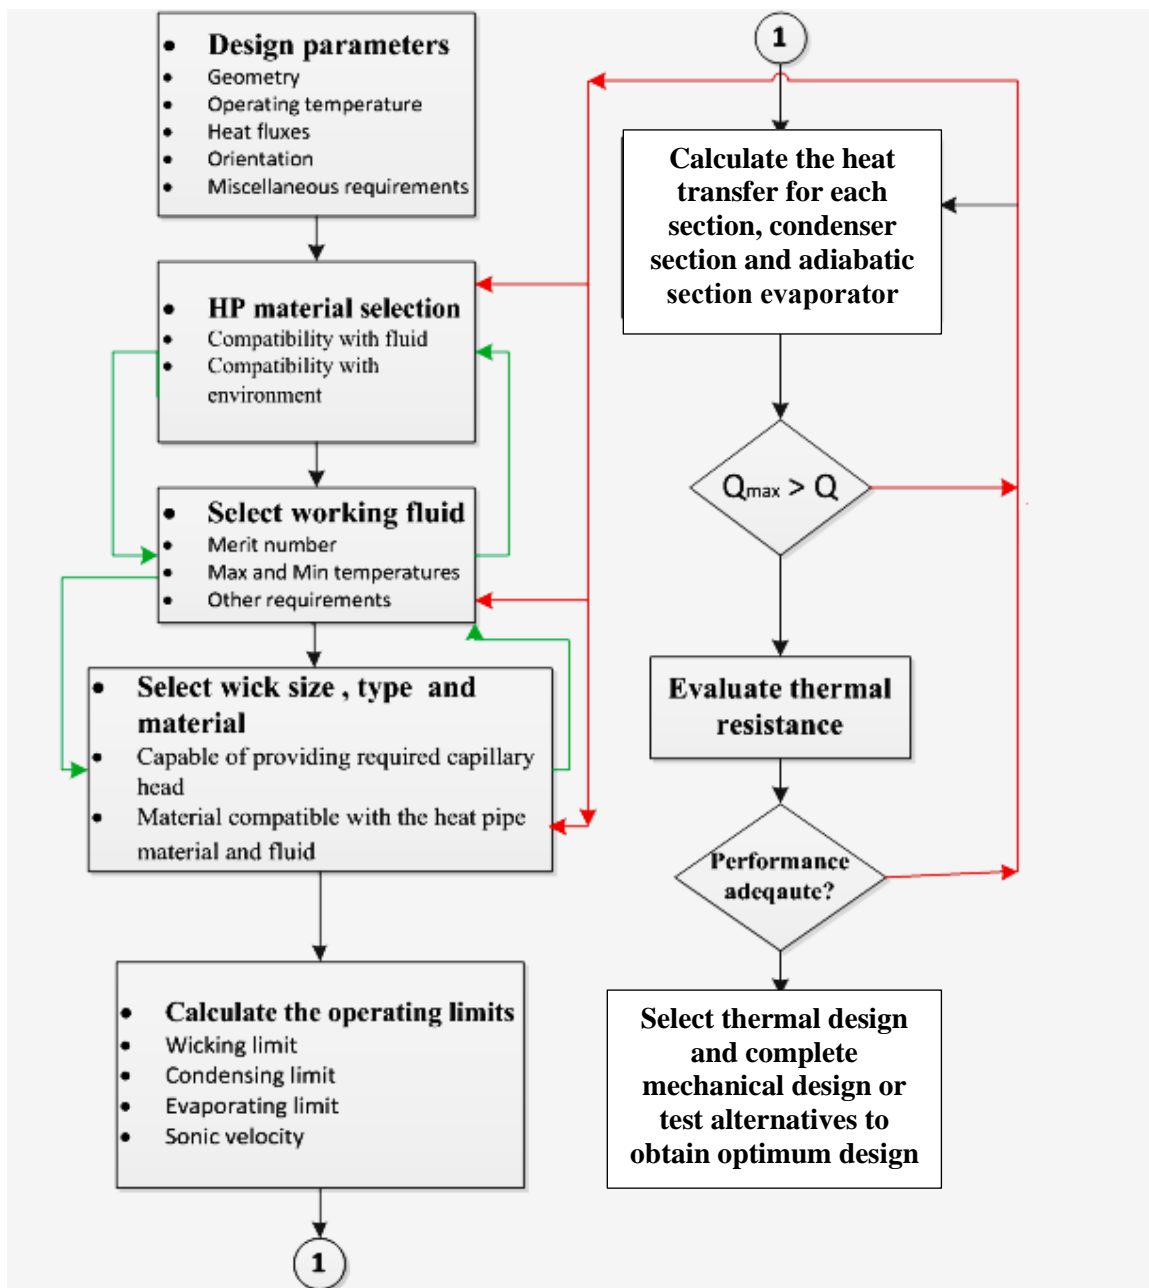 Design parameters
Geometry
Operating temperature
Heat fluxes
Orientation
Miscellaneous requirements
HP material selection
Compatibility with fluid
Compatibility with
environment
Select working fluid
Merit number
Max and Min temperatures
Other requirements
Select wick size , type and
material
Capable of providing required capillary
head
Material compatible with the heat pipe
material and fluid
Calculate the operating limits
Wicking limit
Condensing limit
Evaporating limit
Sonic velocity
1
1
Calculate the heat
transfer for each
section, condenser
section and adiabatic
section evaporator
Qmax > Q
Evaluate thermal
resistance
Performance
adeqaute?
Select thermal design
and complete
mechanical design or
test alternatives to
obtain optimum design